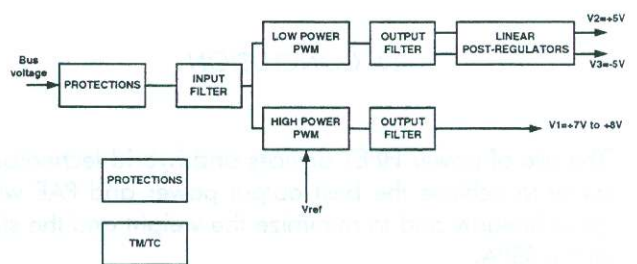 Bus
voltage
PROTECTIONS
INPUT
FILTER
LOW POWER
PWM
OUTPUT
FILTER
LINEAR
POST-REGULATORS
V2=+5V
V3=-5V
HIGH POWER
PWM
OUTPUT
FILTER
V1=+7V to +8V
Vref
PROTECTIONS
TM/TC